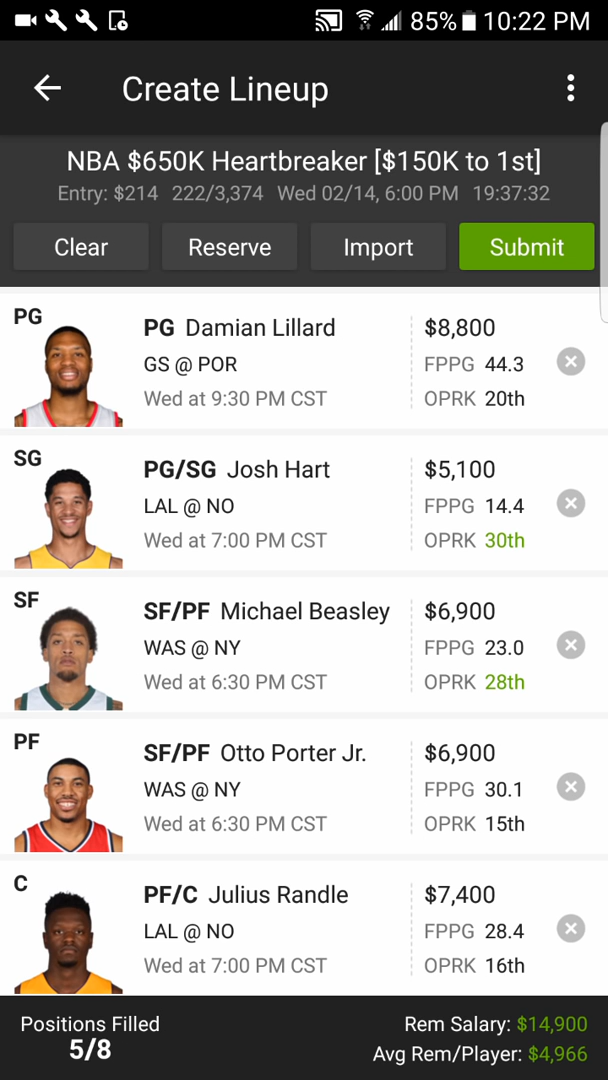 85% 10:22 PM
Create Lineup
NBA $650K Heartbreaker [$150K to 1st]
Entry: $214 222/3,374 Wed 02/14, 6:00 PM 19:37:32
Clear Reserve Import Submit
PG
PG Damian Lillard $8,800
GS @ POR FPPG 44.3
Wed at 9:30 PM CST OPRK 20th
SG
PG/SG Josh Hart $5,100
LAL @ NO FPPG 14.4
Wed at 7:00 PM CST OPRK 30th
SF
SF/PF Michael Beasley $6,900
WAS @ NY FPPG 23.0
Wed at 6:30 PM CST OPRK 28th
PF
SF/PF Otto Porter Jr. $6,900
WAS @ NY FPPG 30.1
Wed at 6:30 PM CST OPRK 15th
C
PF/C Julius Randle $7,400
LAL @ NO FPPG 28.4
Wed at 7:00 PM CST OPRK 16th
Positions Filled Rem Salary: $14,900
5/8 Avg Rem/Player: $4,966